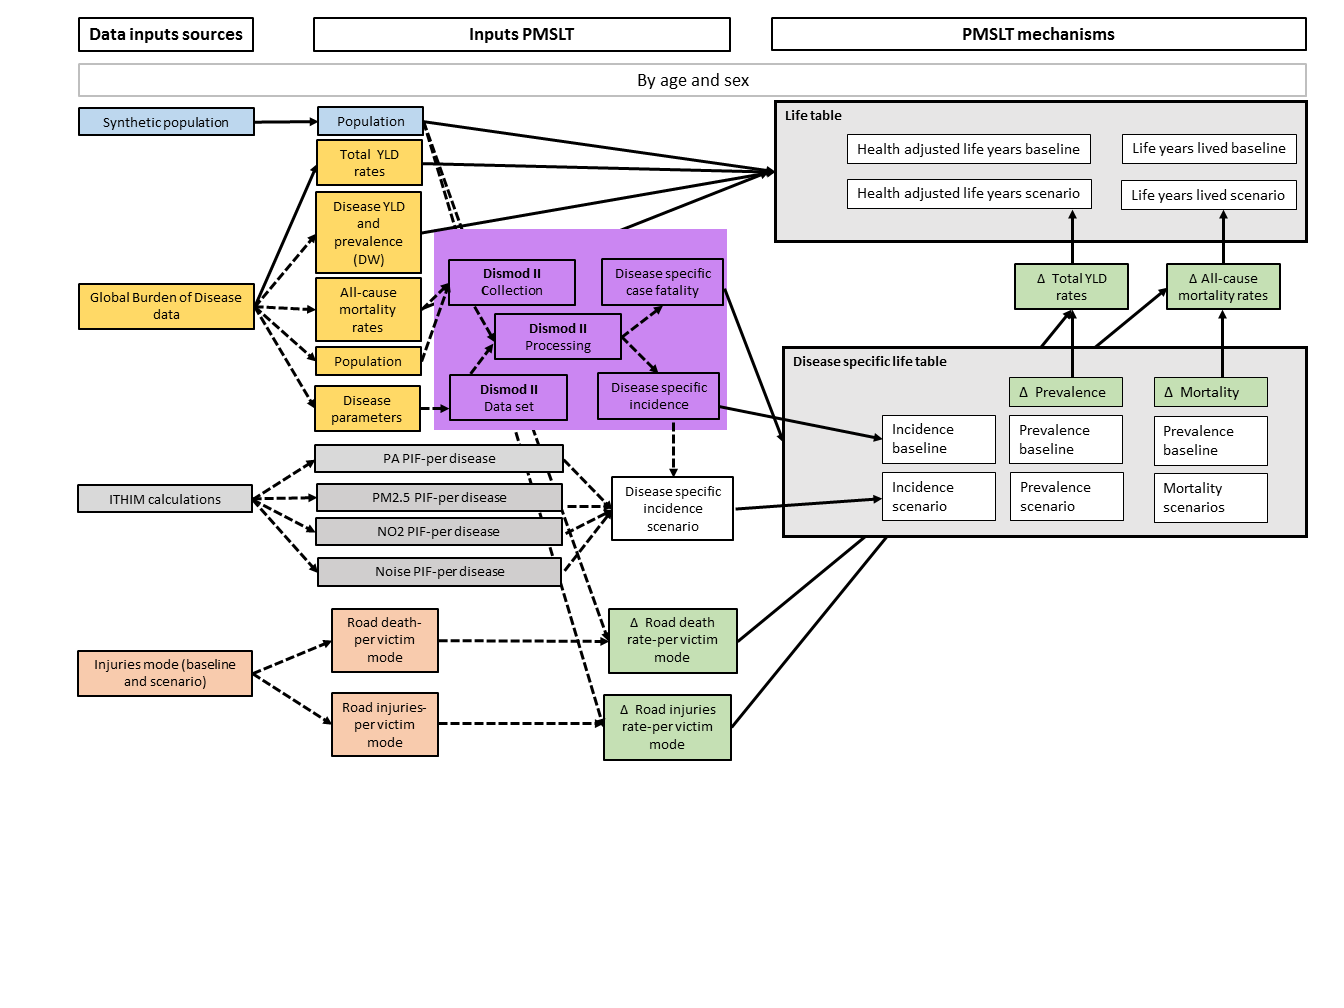 Data inputs sources
Inputs PMSLT
PMSLT mechanisms
By age and sex
Synthetic population
Population
Total YLD
rates
Disease YLD
and
prevalence
(DW)
Global Burden of Disease
data
All-cause
mortality
rates
Population
Disease
parameters
Dismod II
Collection
Disease specific
case fatality
Dismod II
Processing
Dismod II
Data set
Disease specific
incidence
ITHIM calculations
PA PIF-per disease
PM2.5 PIF-per disease
NO2 PIF-per disease
Noise PIF-per disease
Disease specific
incidence
scenario
Injuries mode (baseline
and scenario)
Road death-
per victim
mode
Road injuries-
per victim
mode
Δ Road death
rate-per victim
mode
Δ Road injuries
rate-per victim
mode
Life table
Health adjusted life years baseline
Life years lived baseline
Health adjusted life years scenario
Life years lived scenario
Δ Total YLD
rates
Δ All-cause
mortality rates
Disease specific life table
Δ Prevalence
Δ Mortality
Incidence
baseline
Prevalence
baseline
Prevalence
baseline
Incidence
scenario
Prevalence
scenario
Mortality
scenarios